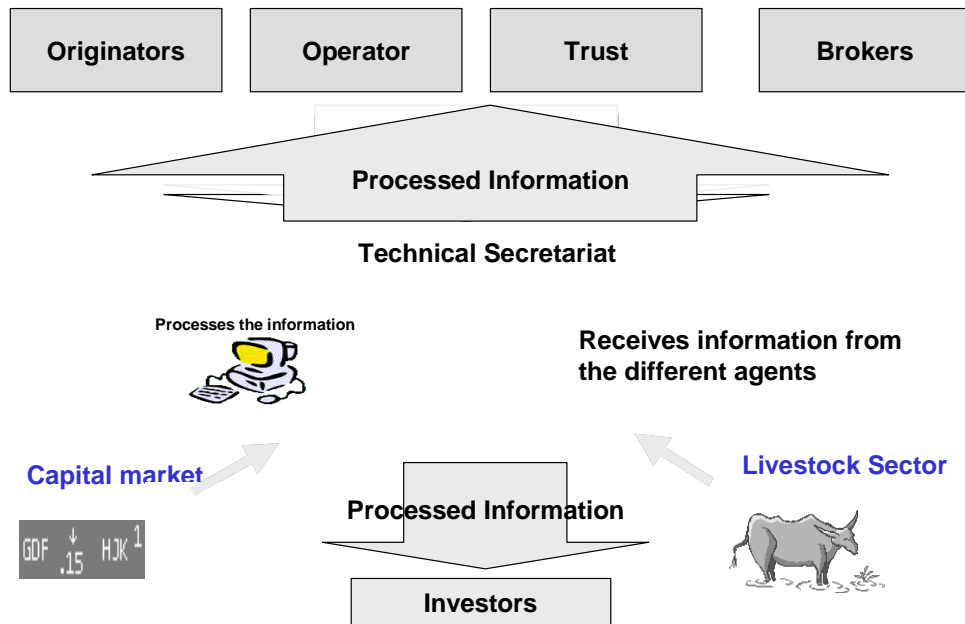 Originators
Operator
Trust
Brokers
Processed Information
Technical Secretariat
Processes the information
Receives information from
the different agents
Capital market
Livestock Sector
Processed Information
GDF ↓ .15 HJK 1
Investors